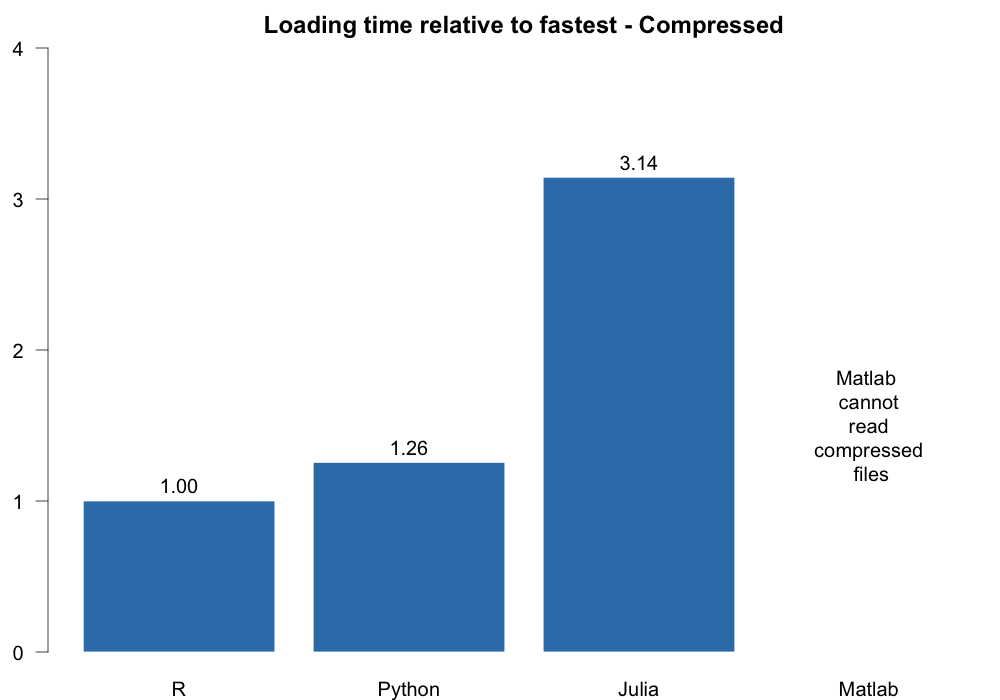 Loading time relative to fastest - Compressed
4
3
2
1
0
1.00
1.26
3.14
Matlab
cannot
read
compressed
files
R
Python
Julia
Matlab